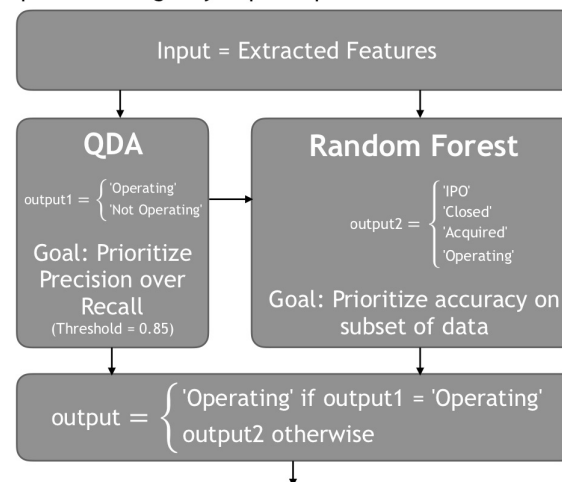 Input = Extracted Features
QDA
output1 = { 'Operating'
'Not Operating'
Goal: Prioritize
Precision over
Recall
(Threshold = 0.85)
Random Forest
output2 = { 'IPO'
'Closed'
'Acquired'
'Operating'
Goal: Prioritize accuracy on
subset of data
output = { 'Operating' if output1 = 'Operating'
output2 otherwise